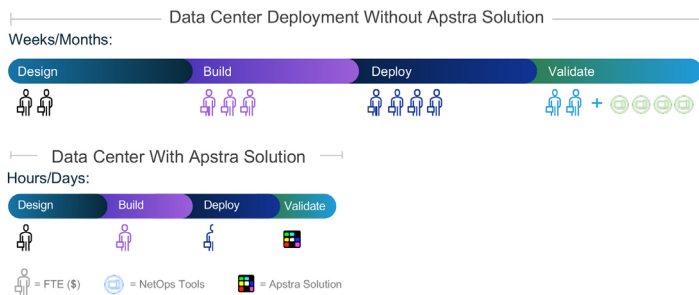 Data Center Deployment Without Apstra Solution
Weeks/Months:
Design Build Deploy Validate
+
Data Center With Apstra Solution
Hours/Days:
Design Build Deploy Validate
= FTE ($) = NetOps Tools = Apstra Solution